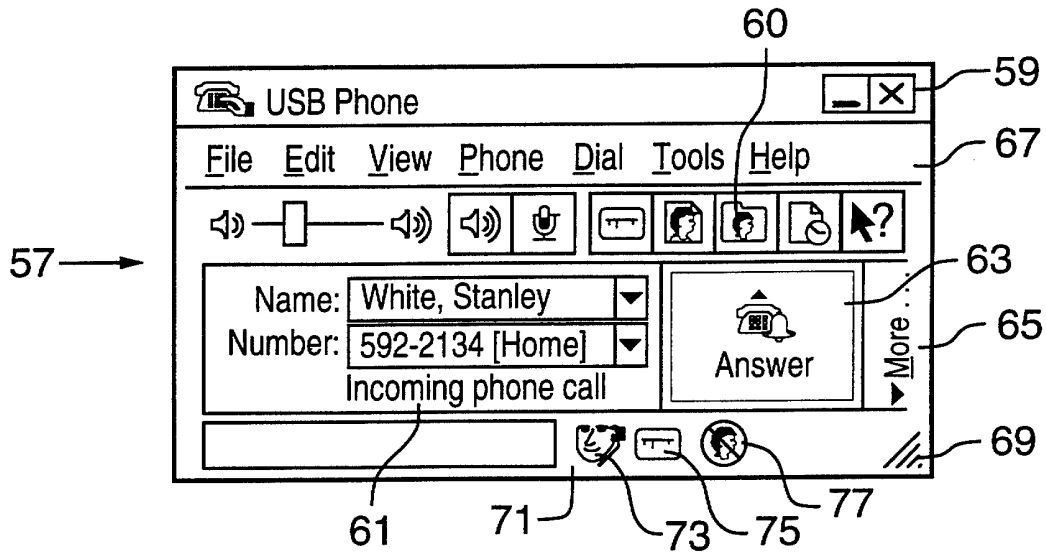 60
USB Phone
59
File Edit View Phone Dial Tools Help
67
?
57
63
Name: White, Stanley
Number: 592-2134 [Home]
Incoming phone call
Answer
More...
65
69
61
71
73
75
77